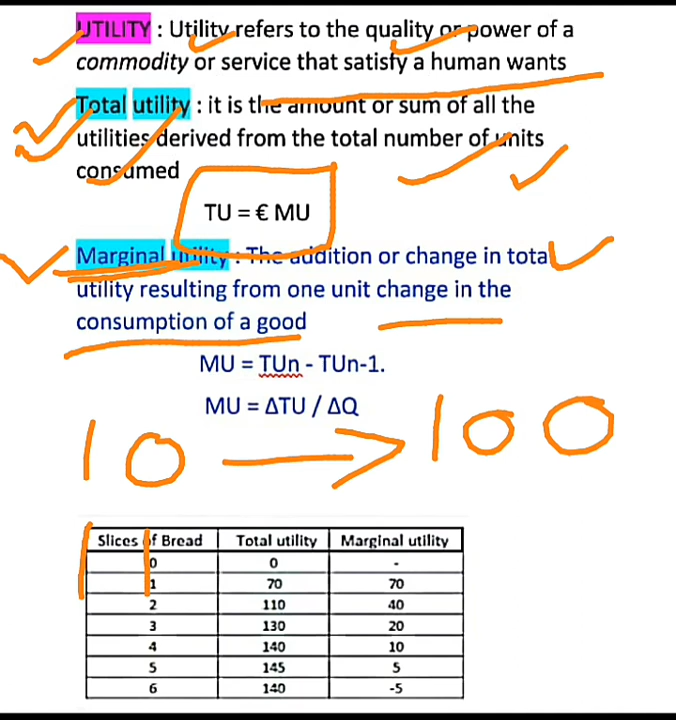 UTILITY : Utility refers to the quality or power of a
commodity or service that satisfy a human wants
Total utility : it is the amount or sum of all the
utilities derived from the total number of units
consumed
TU = € MU
Marginal utility : The addition or change in total
utility resulting from one unit change in the
consumption of a good
MU = TUn - TUn-1.
MU = ΔTU / ΔQ
10 → 100
Slices of Bread Total utility Marginal utility
0 0 -
1 70 70
2 110 40
3 130 20
4 140 10
5 145 5
6 140 -5